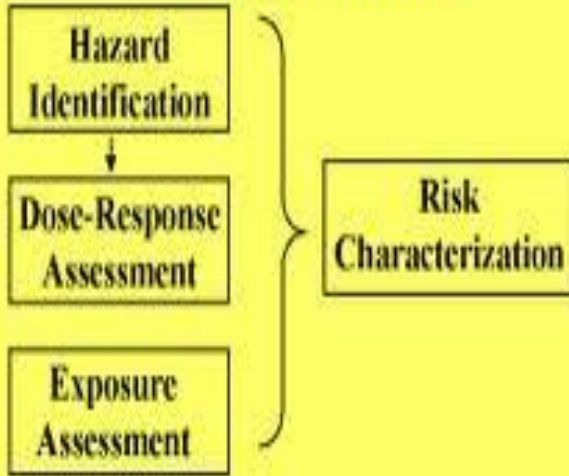 Hazard
Identification
Dose-Response
Assessment
Exposure
Assessment
Risk
Characterization